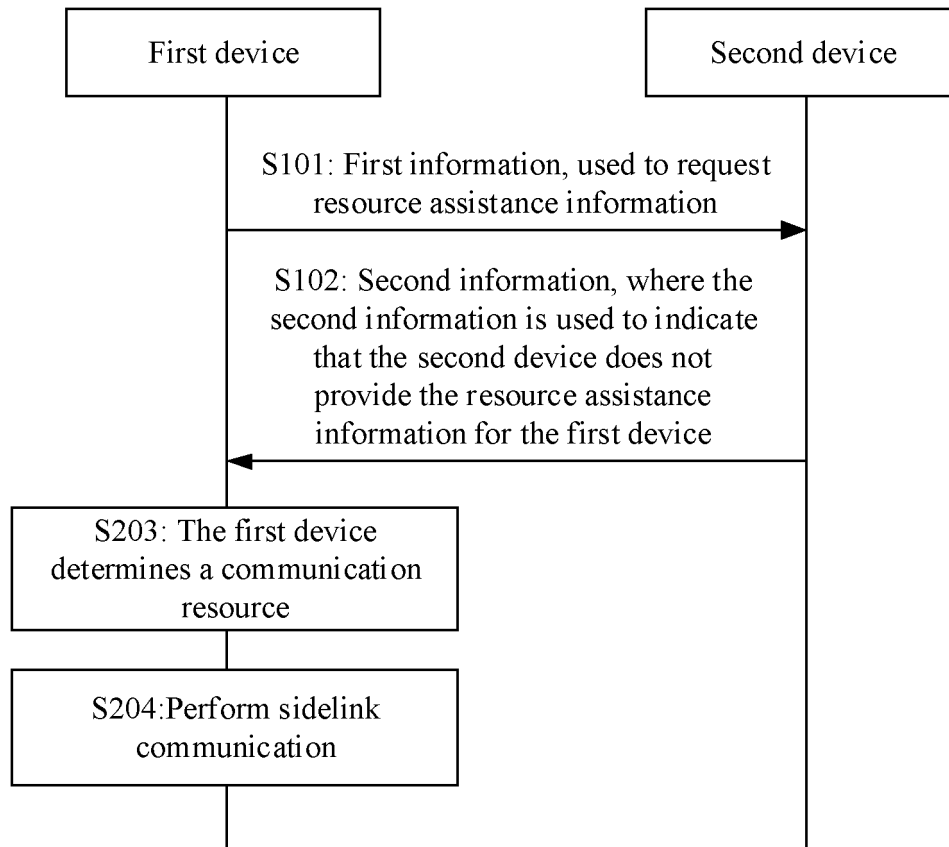 First device
Second device
S101: First information, used to request
resource assistance information
S102: Second information, where the
second information is used to indicate
that the second device does not
provide the resource assistance
information for the first device
S203: The first device
determines a communication
resource
S204:Perform sidelink
communication